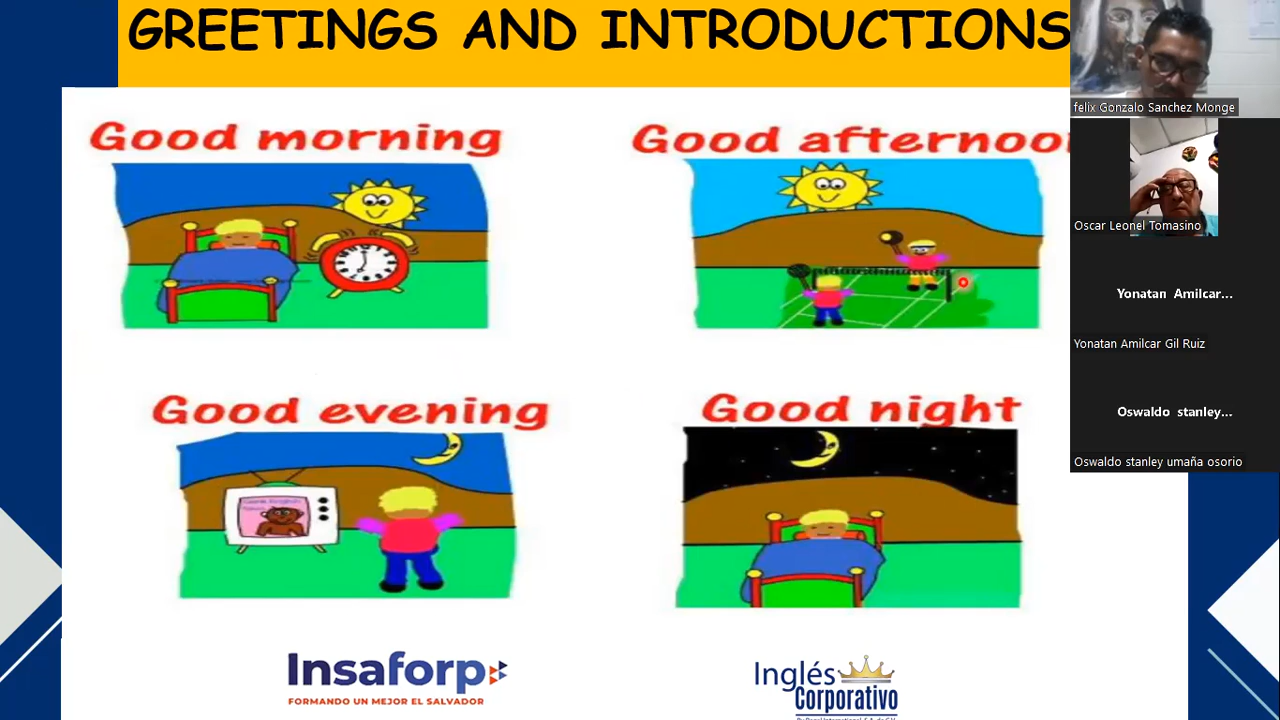 GREETINGS AND INTRODUCTIONS
felix Gonzalo Sanchez Monge
Good morning
Good afternoo
Oscar Leonel Tomasino
Yonatan Amilcar...
Yonatan Amilcar Gil Ruiz
Good evening
Good night
Oswaldo stanley...
Oswaldo stanley umaña osorio
Insaforp
FORMANDO UN MEJOR EL SALVADOR
Inglés
Corporativo